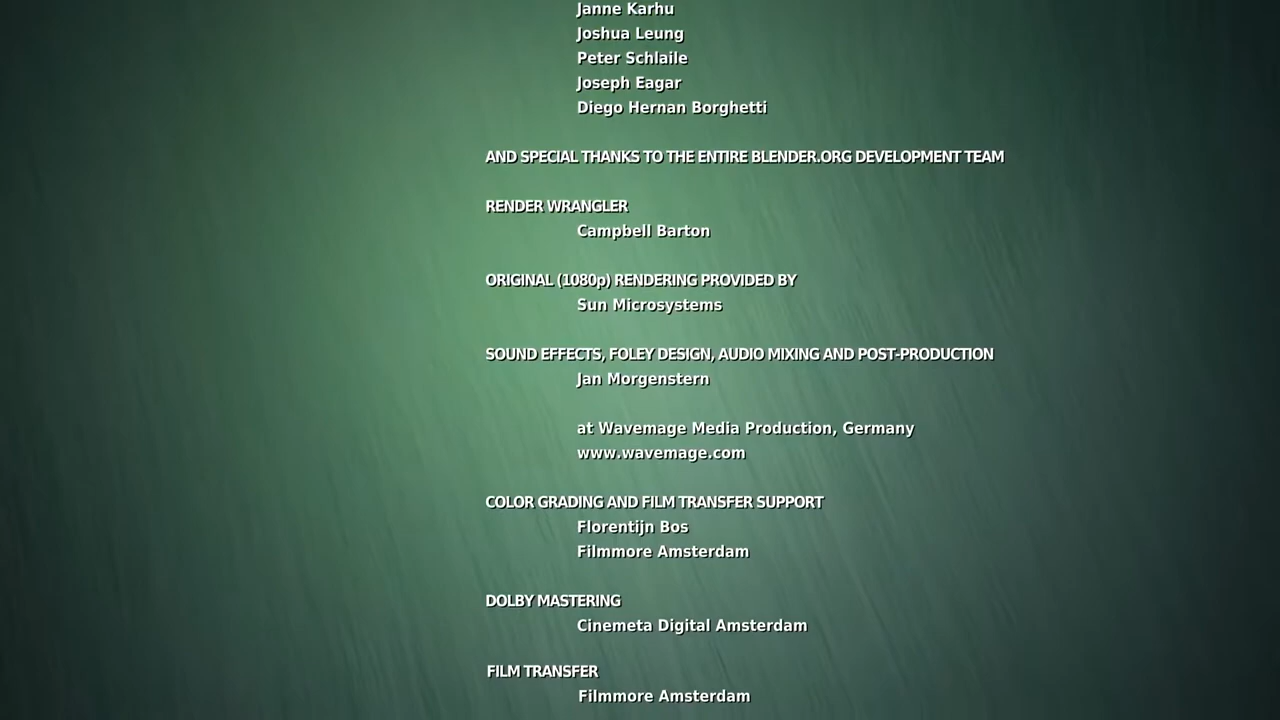 Janne Karhu
Joshua Leung
Peter Schlaile
Joseph Eagar
Diego Hernan Borghetti
AND SPECIAL THANKS TO THE ENTIRE BLENDER.ORG DEVELOPMENT TEAM
RENDER WRANGLER
Campbell Barton
ORIGINAL (1080p) RENDERING PROVIDED BY
Sun Microsystems
SOUND EFFECTS, FOLEY DESIGN, AUDIO MIXING AND POST-PRODUCTION
Jan Morgenstern
at Wavemage Media Production, Germany
www.wavemage.com
COLOR GRADING AND FILM TRANSFER SUPPORT
Florentijn Bos
Filmmore Amsterdam
DOLBY MASTERING
Cinemeta Digital Amsterdam
FILM TRANSFER
Filmmore Amsterdam